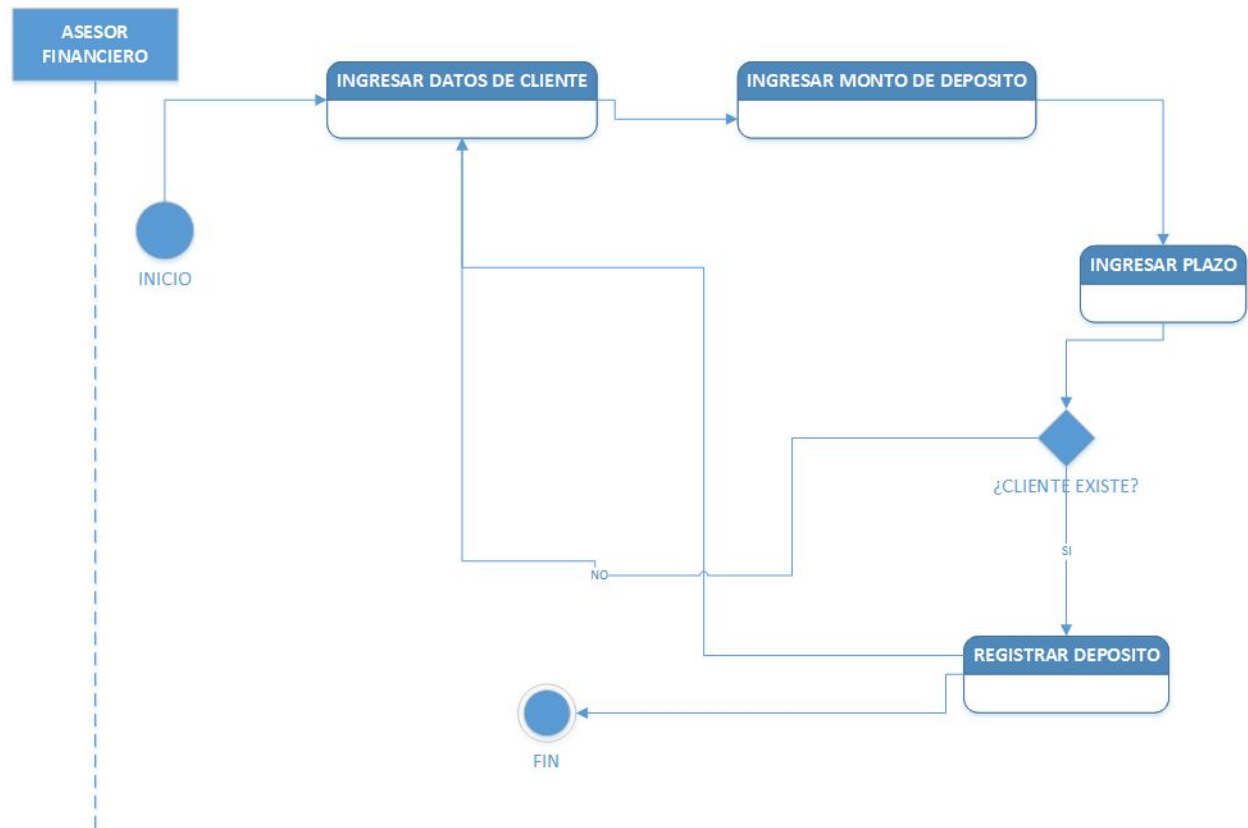 ASESOR
FINANCIERO
INGRESAR DATOS DE CLIENTE
INGRESAR MONTO DE DEPOSITO
INICIO
INGRESAR PLAZO
¿CLIENTE EXISTE?
SI
NO
REGISTRAR DEPOSITO
FIN